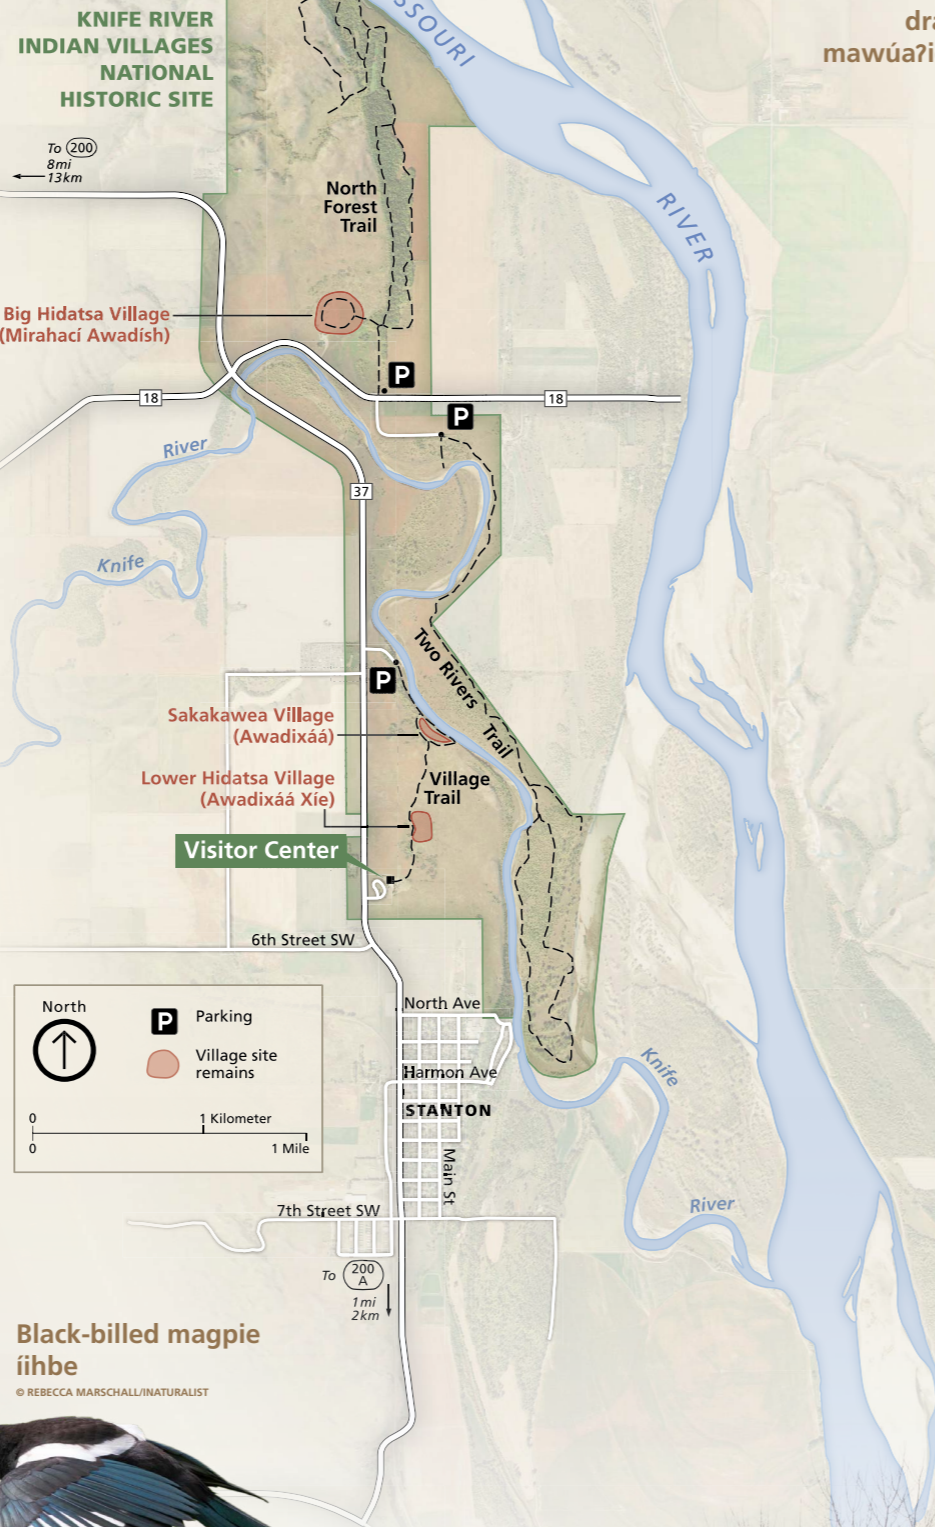 KNIFE RIVER
INDIAN VILLAGES
NATIONAL
HISTORIC SITE
SSOURI
RIVER
dra
mawúaʔi
To 200
8mi
13km
North
Forest
Trail
Big Hidatsa Village
(Mirahací Awadísh)
P
P
18
18
River
37
Knife
Two Rivers
Trail
P
Sakakawea Village
(Awadixáá)
Lower Hidatsa Village
(Awadixáá Xíe)
Village
Trail
Visitor Center
6th Street SW
North
P Parking
Village site
remains
0 1 Kilometer
0 1 Mile
North Ave
Harmon Ave
STANTON
Main St
Knife
River
7th Street SW
To 200
A
1mi
2km
Black-billed magpie
íihbe
© REBECCA MARSCHALL/INATURALIST